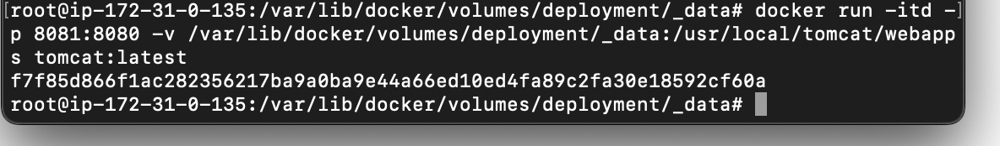 [root@ip-172-31-0-135:/var/lib/docker/volumes/deployment/_data# docker run -itd -]
p 8081:8080 -v /var/lib/docker/volumes/deployment/_data:/usr/local/tomcat/webapp
s tomcat:latest
f7f85d866f1ac282356217ba9a0ba9e44a66ed10ed4fa89c2fa30e18592cf60a
root@ip-172-31-0-135:/var/lib/docker/volumes/deployment/_data#